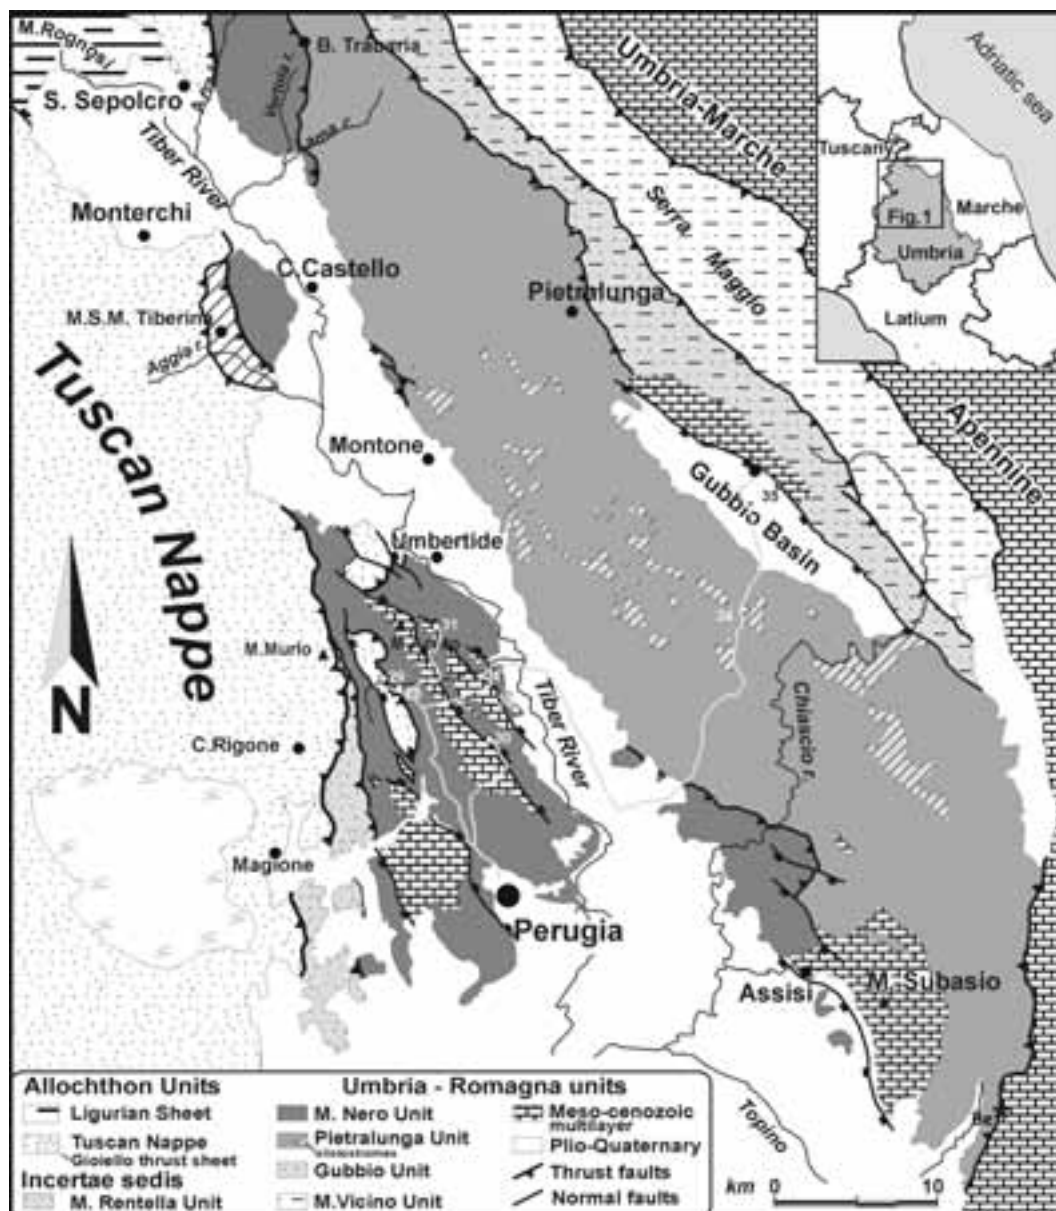 M.Rognosi
B. Trabaria
S. Sepolcro
Tiber River
Monterchi
C.Castello
M.S.M. Tiberina
Aggia r.
Tuscan Nappe
Montone
Umbertide
M.Murlo
C.Rigone
Magione
Perugia
Tiber River
N
Umbria-Marche
Apennine
Serra Maggio
Pietralunga
Gubbio Basin
35
31
Chiascio r.
Assisi
M. Subasio
Topino
Adriatic sea
Tuscany
Marche
Fig.1
Umbria
Latium
Allochthon Units
Ligurian Sheet
Tuscan Nappe
Gioiello thrust sheet
Incertae sedis
M. Rentella Unit
Umbria - Romagna units
M. Nero Unit
Pietralunga Unit
olistostromes
Gubbio Unit
M.Vicino Unit
Meso-cenozoic
multilayer
Plio-Quaternary
Thrust faults
Normal faults
km 0 10